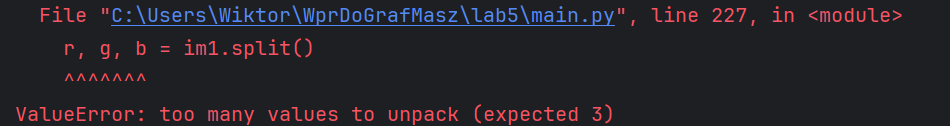 File "C:\Users\Wiktor\WprDoGrafMasz\lab5\main.py", line 227, in <module>
r, g, b = im1.split()
^^^^^^^
ValueError: too many values to unpack (expected 3)